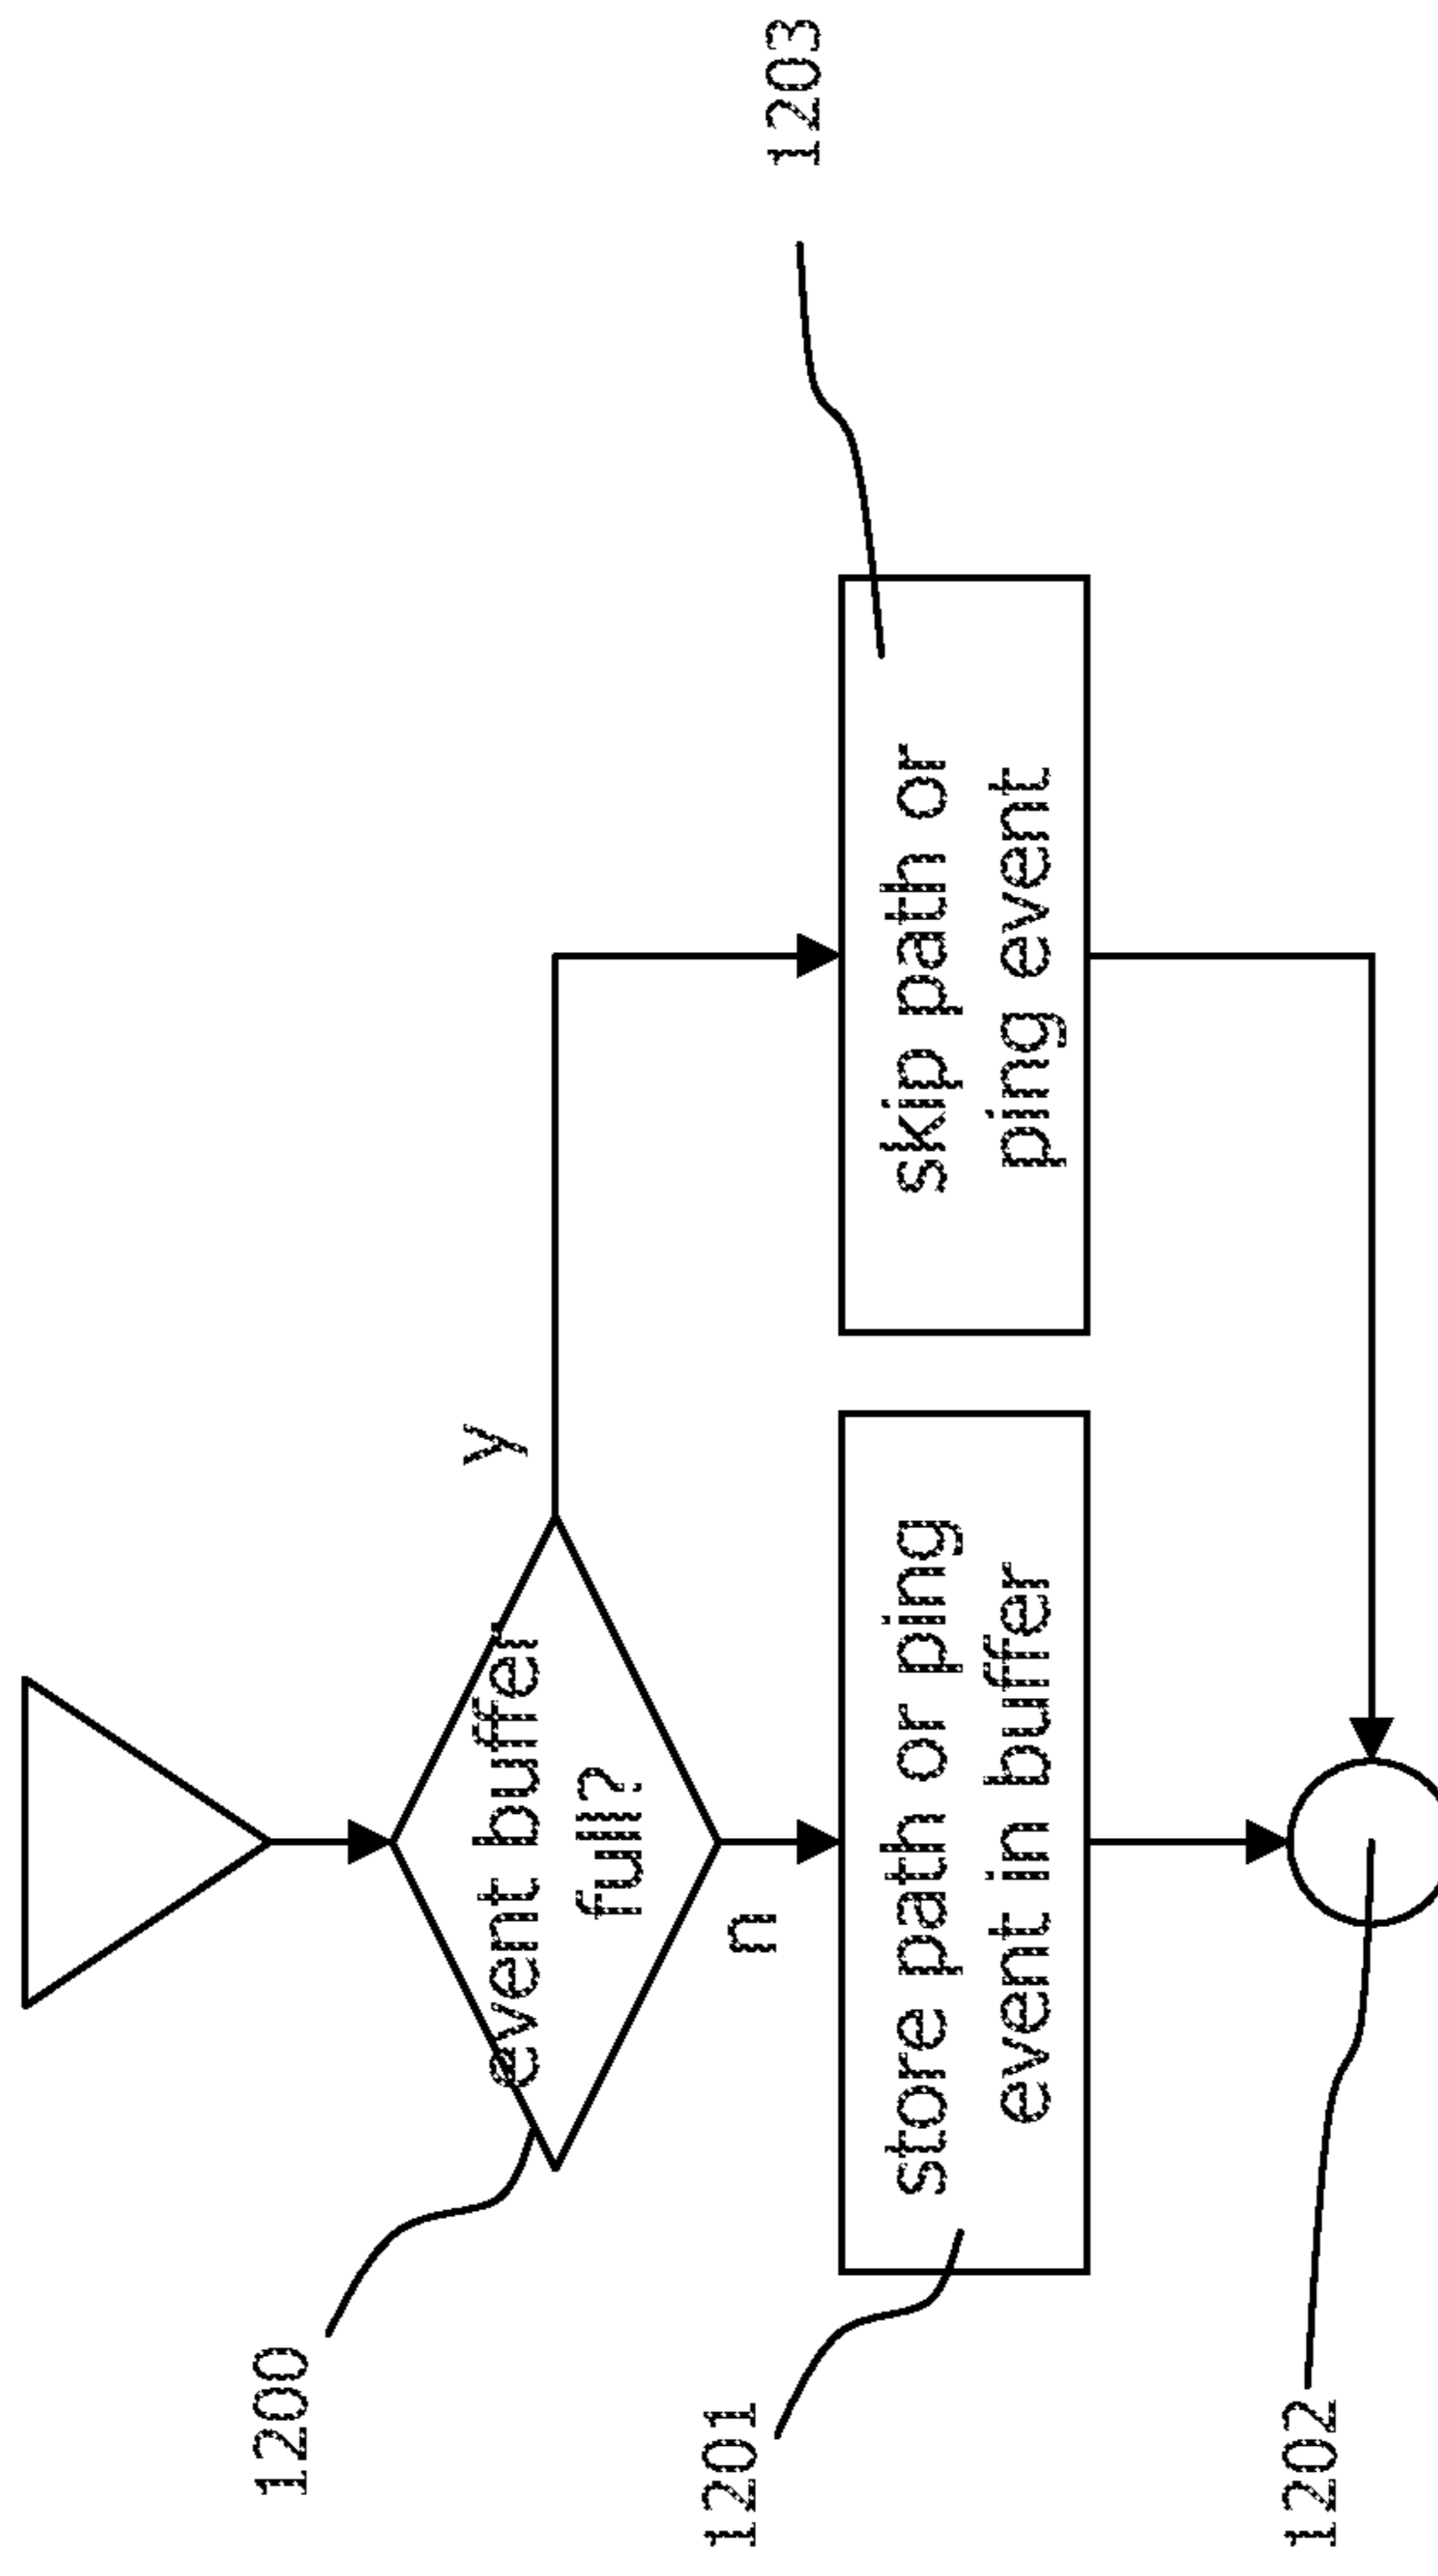 1200
event buffer
full?
y
n
1201
store path or ping
event in buffer
1203
skip path or
ping event
1202